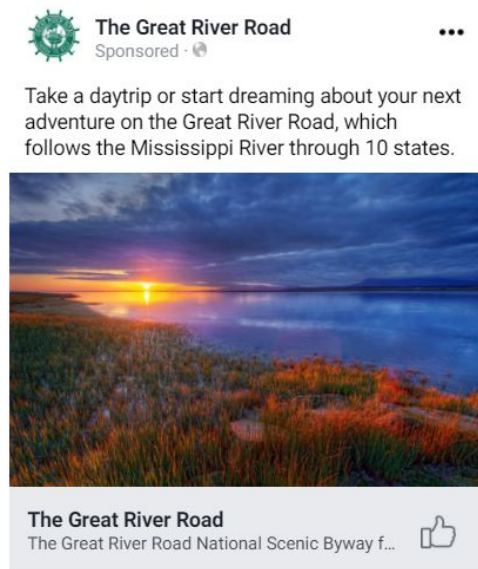 The Great River Road
Sponsored ·
Take a daytrip or start dreaming about your next
adventure on the Great River Road, which
follows the Mississippi River through 10 states.
The Great River Road
The Great River Road National Scenic Byway f...